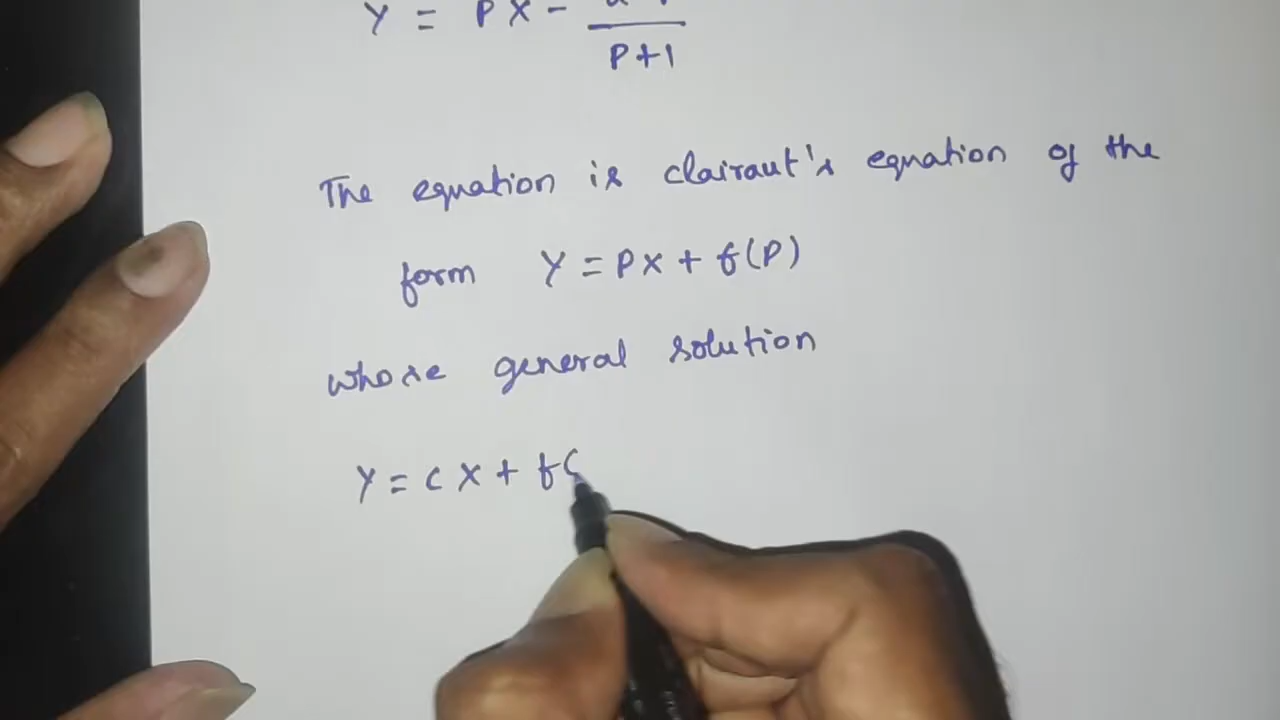 Y = PX -
P+1
The equation is clairaut's equation of the
form Y = PX + f(P)
whose general solution
Y = cX + f(